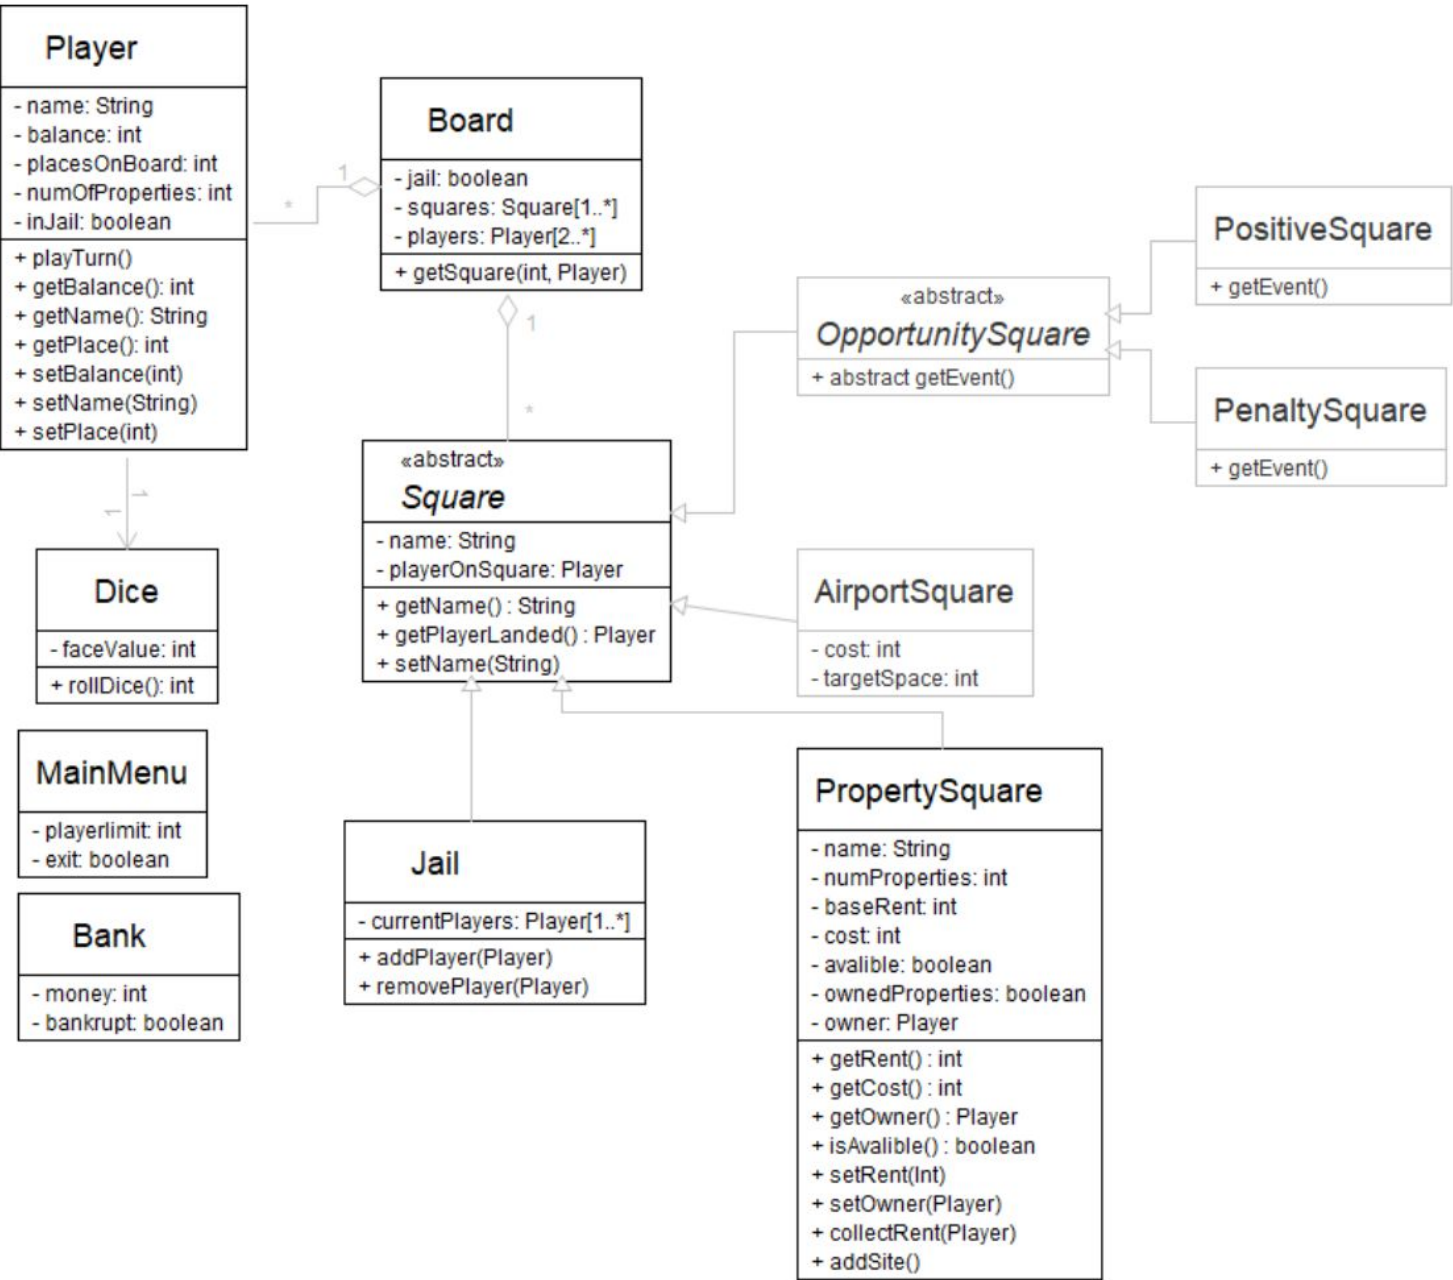 Player
- name: String
- balance: int
- placesOnBoard: int
- numOfProperties: int
- inJail: boolean
+ playTurn()
+ getBalance(): int
+ getName(): String
+ getPlace(): int
+ setBalance(int)
+ setName(String)
+ setPlace(int)
1
*
Board
- jail: boolean
- squares: Square[1..*]
- players: Player[2..*]
+ getSquare(int, Player)
1
*
PositiveSquare
+ getEvent()
«abstract»
OpportunitySquare
+ abstract getEvent()
PenaltySquare
+ getEvent()
«abstract»
Square
- name: String
- playerOnSquare: Player
+ getName() : String
+ getPlayerLanded() : Player
+ setName(String)
1
1
Dice
- faceValue: int
+ rollDice(): int
AirportSquare
- cost: int
- targetSpace: int
MainMenu
- playerlimit: int
- exit: boolean
Bank
- money: int
- bankrupt: boolean
Jail
- currentPlayers: Player[1..*]
+ addPlayer(Player)
+ removePlayer(Player)
PropertySquare
- name: String
- numProperties: int
- baseRent: int
- cost: int
- avalible: boolean
- ownedProperties: boolean
- owner: Player
+ getRent() : int
+ getCost() : int
+ getOwner() : Player
+ isAvalible() : boolean
+ setRent(Int)
+ setOwner(Player)
+ collectRent(Player)
+ addSite()